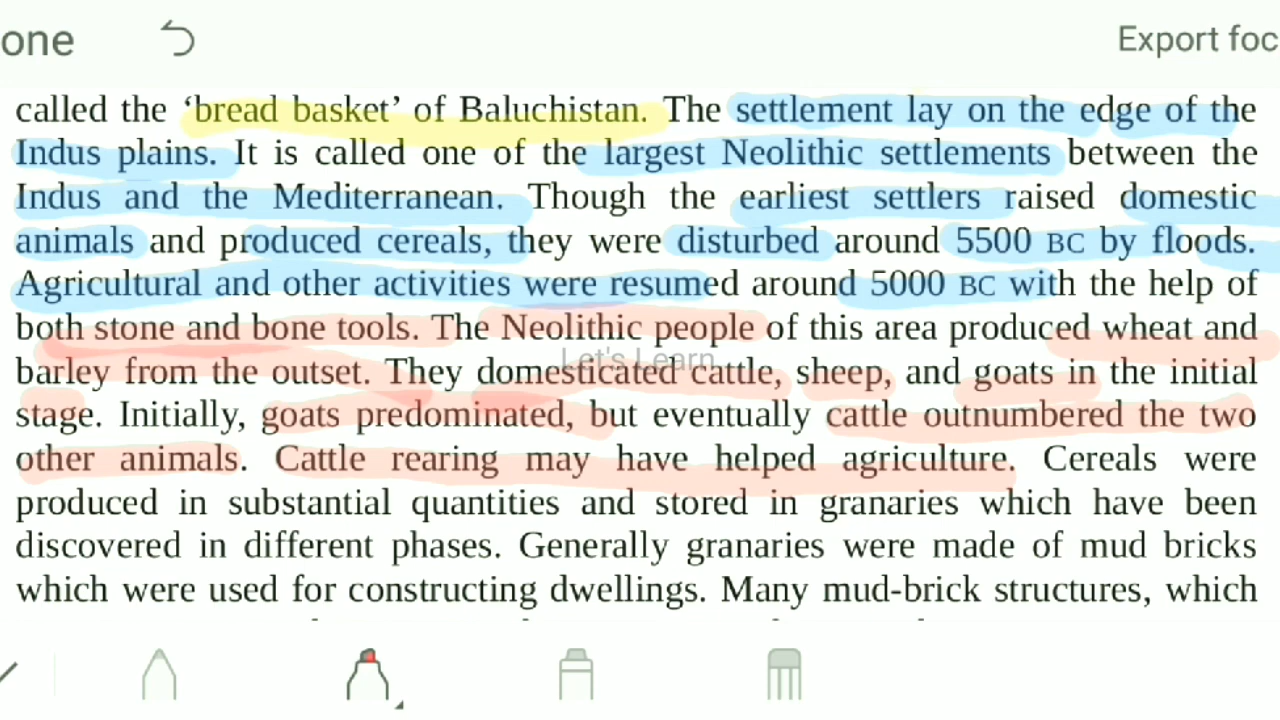 one
Export foc
called the ‘bread basket’ of Baluchistan. The settlement lay on the edge of the
Indus plains. It is called one of the largest Neolithic settlements between the
Indus and the Mediterranean. Though the earliest settlers raised domestic
animals and produced cereals, they were disturbed around 5500 BC by floods.
Agricultural and other activities were resumed around 5000 BC with the help of
both stone and bone tools. The Neolithic people of this area produced wheat and
Let's Learn
barley from the outset. They domesticated cattle, sheep, and goats in the initial
stage. Initially, goats predominated, but eventually cattle outnumbered the two
other animals. Cattle rearing may have helped agriculture. Cereals were
produced in substantial quantities and stored in granaries which have been
discovered in different phases. Generally granaries were made of mud bricks
which were used for constructing dwellings. Many mud-brick structures, which